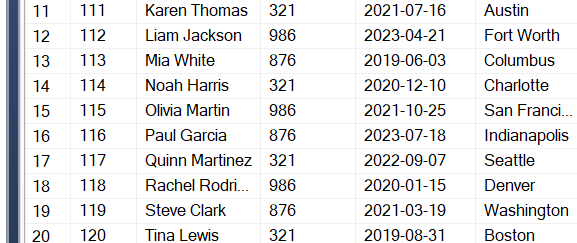 11 111 Karen Thomas 321 2021-07-16 Austin
12 112 Liam Jackson 986 2023-04-21 Fort Worth
13 113 Mia White 876 2019-06-03 Columbus
14 114 Noah Harris 321 2020-12-10 Charlotte
15 115 Olivia Martin 986 2021-10-25 San Franci...
16 116 Paul Garcia 876 2023-07-18 Indianapolis
17 117 Quinn Martinez 321 2022-09-07 Seattle
18 118 Rachel Rodri... 986 2020-01-15 Denver
19 119 Steve Clark 876 2021-03-19 Washington
20 120 Tina Lewis 321 2019-08-31 Boston